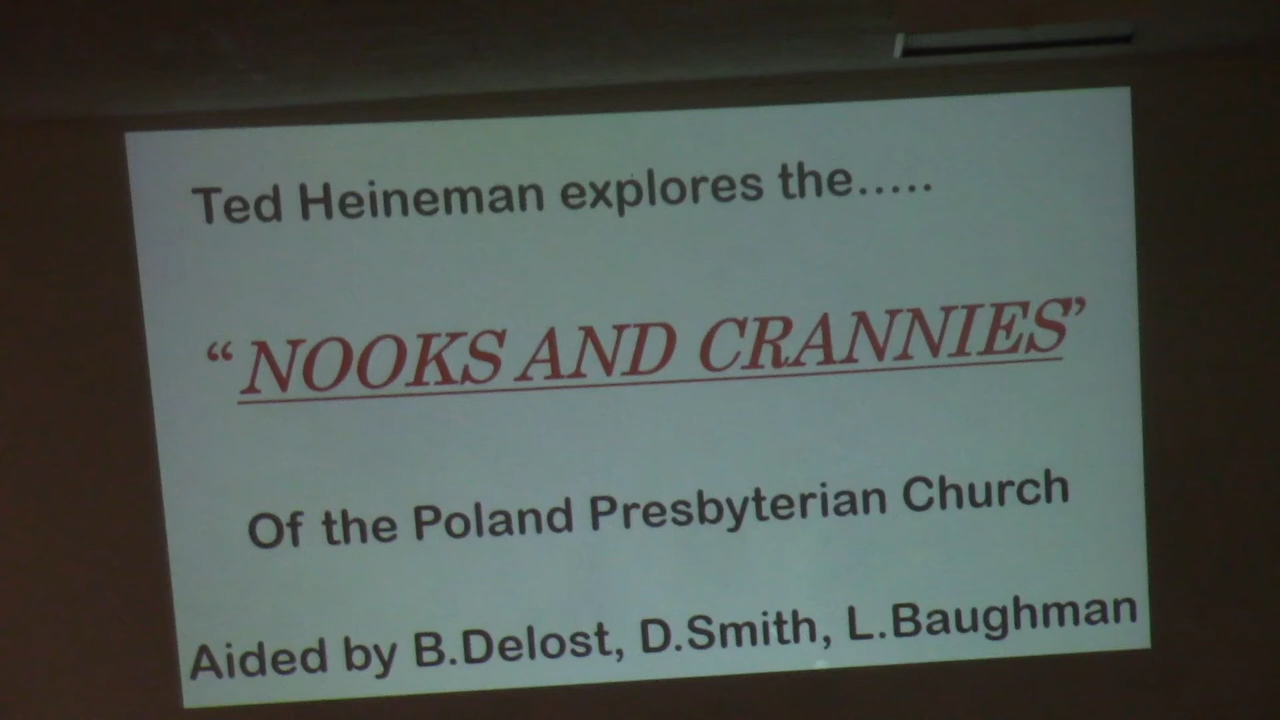 Ted Heineman explores the.....
“NOOKS AND CRANNIES”
Of the Poland Presbyterian Church
Aided by B.Delost, D.Smith, L.Baughman